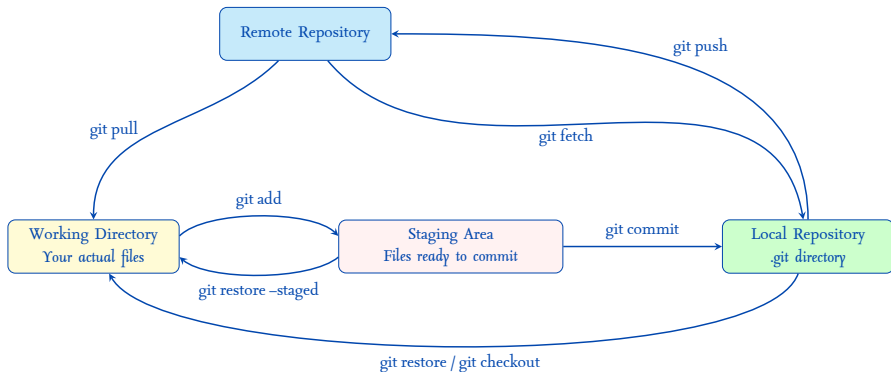 Remote Repository
git push
git pull
git fetch
git add
Working Directory
Your actual files
Staging Area
Files ready to commit
git commit
Local Repository
.git directory
git restore –staged
git restore / git checkout